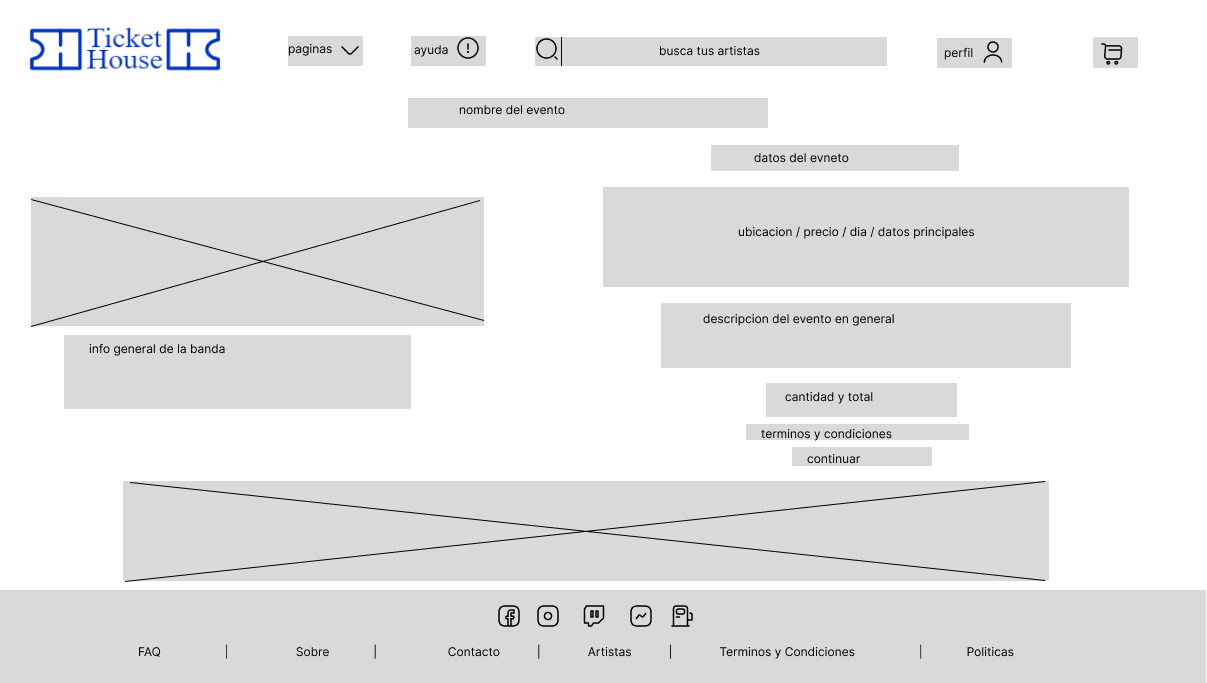 Ticket
House
paginas
ayuda
busca tus artistas
perfil
nombre del evento
datos del evneto
ubicacion / precio / dia / datos principales
descripcion del evento en general
info general de la banda
cantidad y total
terminos y condiciones
continuar
FAQ | Sobre | Contacto | Artistas | Terminos y Condiciones | Politicas